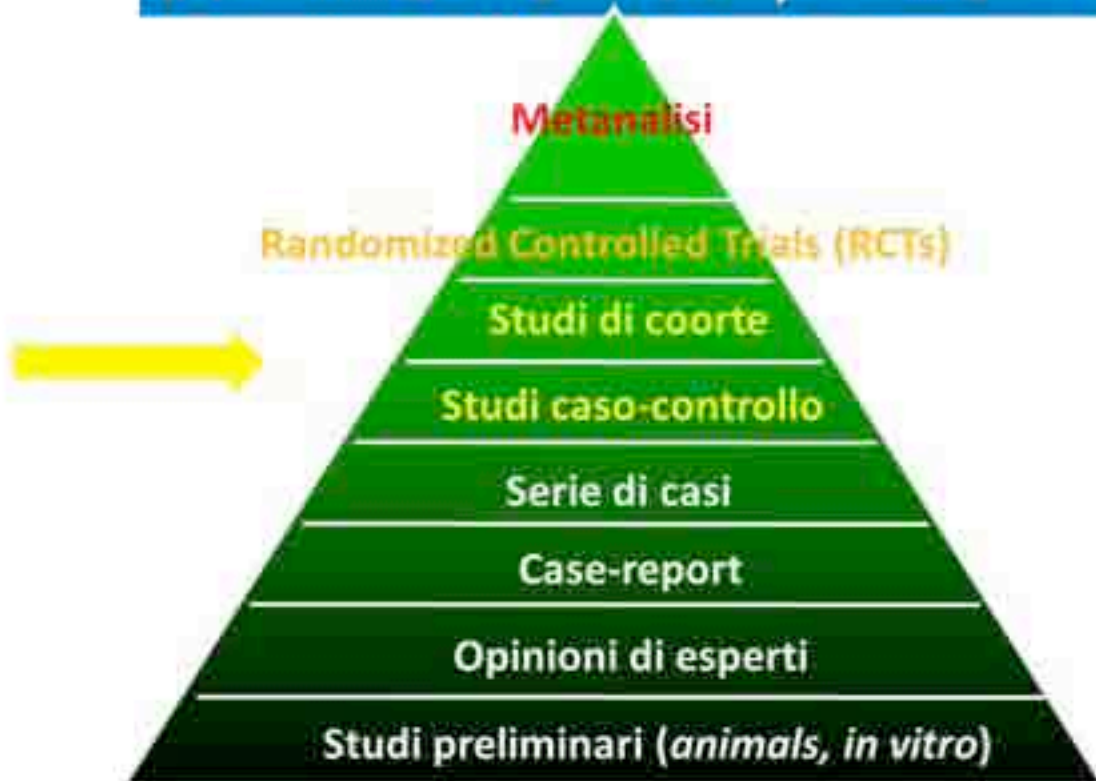 Metanalisi
Randomized Controlled Trials (RCTs)
Studi di coorte
Studi caso-controllo
Serie di casi
Case-report
Opinioni di esperti
Studi preliminari (animals, in vitro)